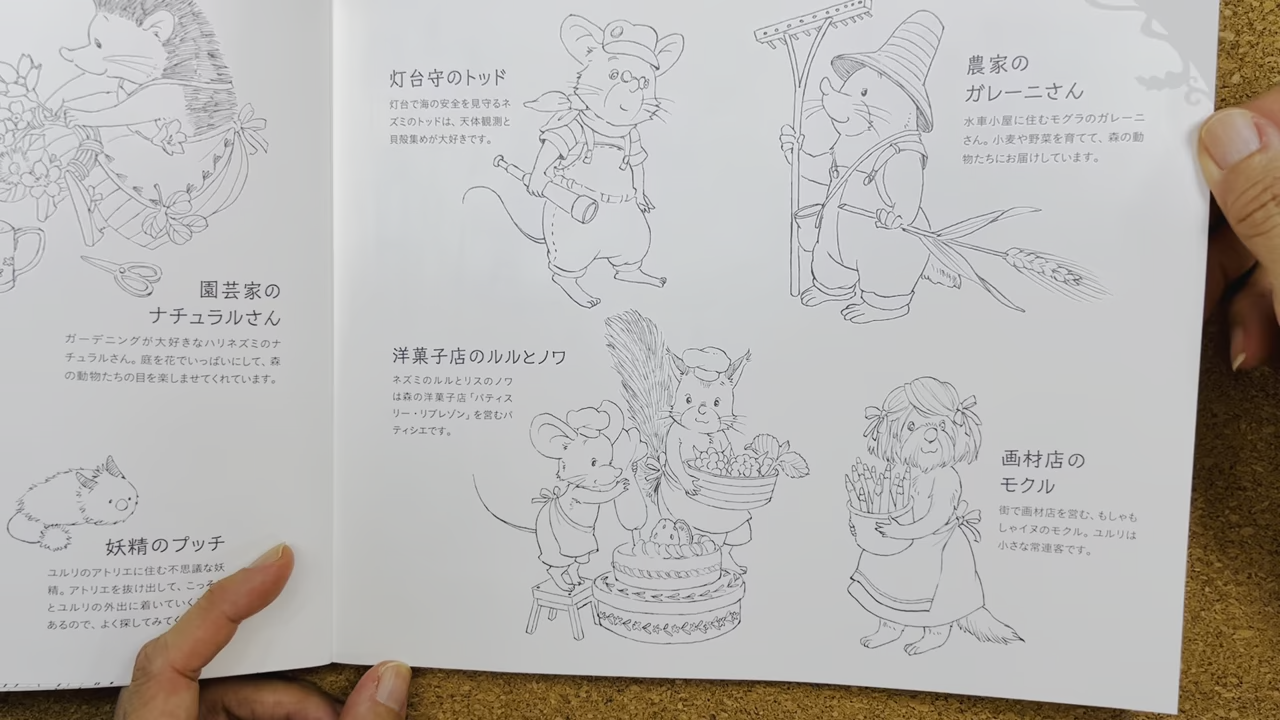 園芸家の
ナチュラルさん
ガーデニングが大好きなハリネズミのナ
チュラルさん。庭を花でいっぱいにして、森
の動物たちの目を楽しませてくれています。
妖精のプッチ
ユルリのアトリエに住む不思議な妖
精。アトリエを抜け出して、こっそ
とユルリの外出に着いていく
あるので、よく探してみてく
灯台守のトッド
灯台で海の安全を見守るネ
ズミのトッドは、天体観測と
貝殻集めが大好きです。
農家の
ガレーニさん
水車小屋に住むモグラのガレーニ
さん。小麦や野菜を育てて、森の動
物たちにお届けしています。
洋菓子店のルルとノワ
ネズミのルルとリスのノワ
は森の洋菓子店「パティス
リー・リブレゾン」を営むパ
ティシエです。
画材店の
モクル
街で画材店を営む、もしゃも
しゃイヌのモクル。ユルリは
小さな常連客です。